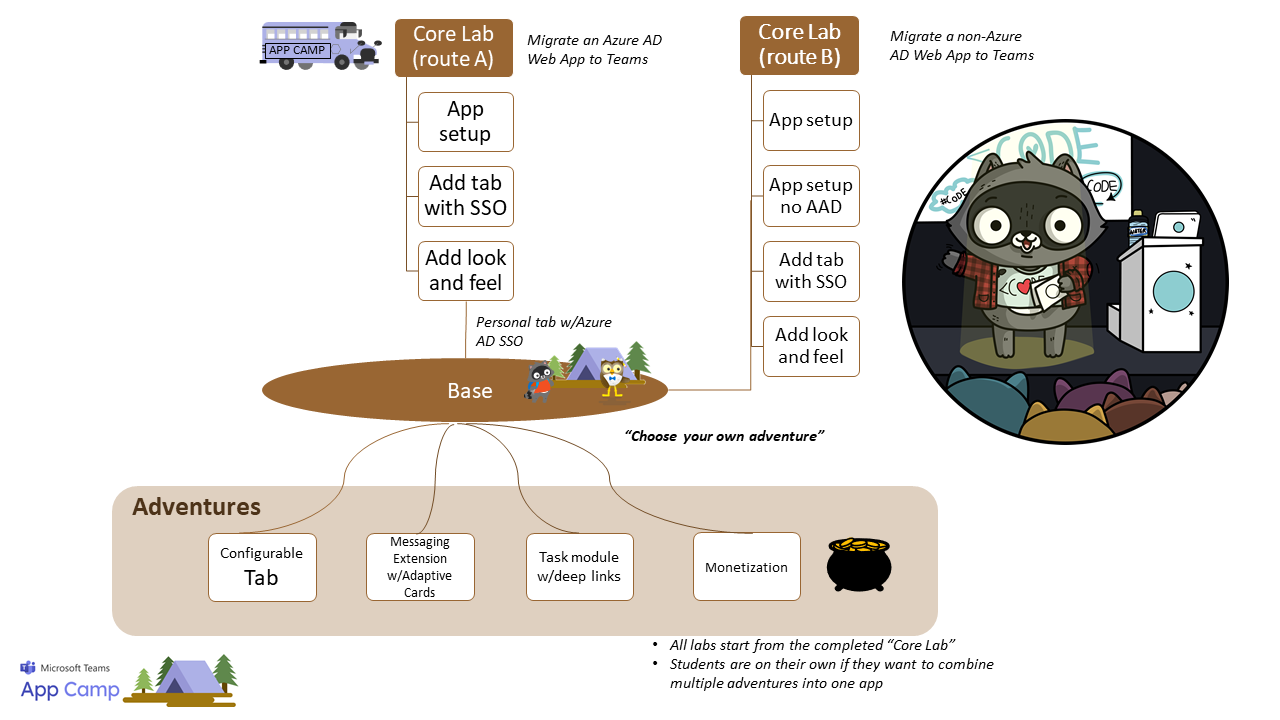 APP CAMP
Core Lab
(route A)
Migrate an Azure AD
Web App to Teams
App
setup
Add tab
with SSO
Add look
and feel
Core Lab
(route B)
Migrate a non-Azure
AD Web App to Teams
App setup
App setup
no AAD
Add tab
with SSO
Add look
and feel
<CODE
#CODE
CODE
<CODE
Personal tab w/Azure
AD SSO
Base
“Choose your own adventure”
Adventures
Configurable
Tab
Messaging
Extension
w/Adaptive
Cards
Task module
w/deep links
Monetization
• All labs start from the completed “Core Lab”
• Students are on their own if they want to combine
multiple adventures into one app
Microsoft Teams
App Camp